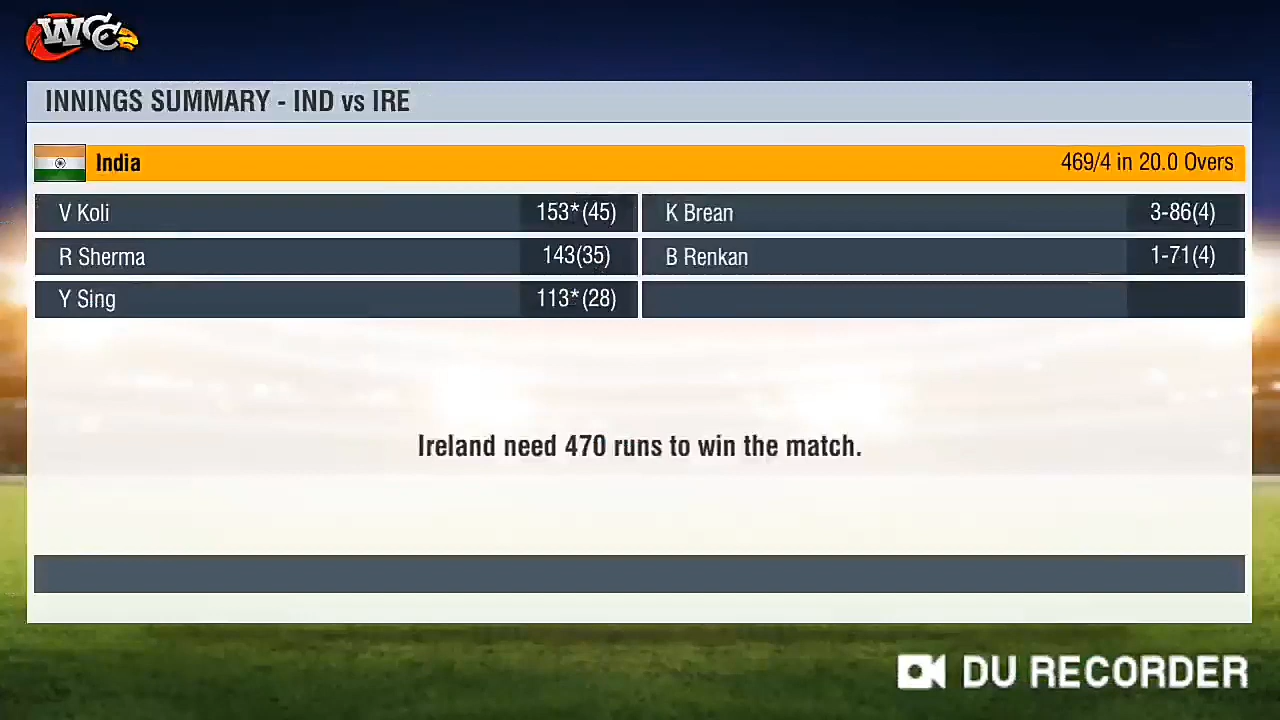 WCC
INNINGS SUMMARY - IND vs IRE
India 469/4 in 20.0 Overs
V Koli 153*(45) K Brean 3-86(4)
R Sherma 143(35) B Renkan 1-71(4)
Y Sing 113*(28)
Ireland need 470 runs to win the match.
DU RECORDER